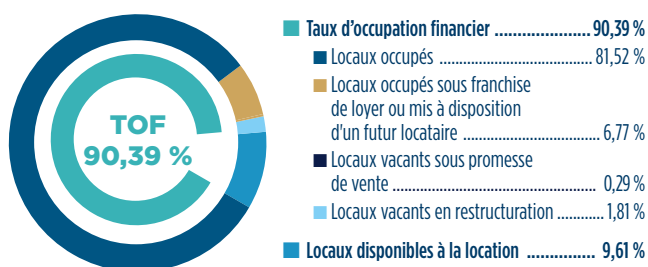 TOF
90,39 %
Taux d'occupation financier .................... 90,39 %
Locaux occupés ................................ 81,52 %
Locaux occupés sous franchise
de loyer ou mis à disposition
d'un futur locataire ............................ 6,77 %
Locaux vacants sous promesse
de vente .......................................... 0,29 %
Locaux vacants en restructuration ............ 1,81 %
Locaux disponibles à la location ............... 9,61 %